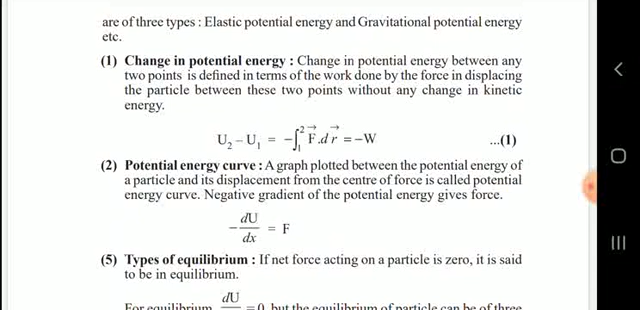 are of three types : Elastic potential energy and Gravitational potential energy
etc.
(1) Change in potential energy : Change in potential energy between any
two points is defined in terms of the work done by the force in displacing
the particle between these two points without any change in kinetic
energy.
U₂ – U₁ = –∫₁² F⃗.dr⃗ = –W ...(1)
(2) Potential energy curve : A graph plotted between the potential energy of
a particle and its displacement from the centre of force is called potential
energy curve. Negative gradient of the potential energy gives force.
–dU/dx = F
(5) Types of equilibrium : If net force acting on a particle is zero, it is said
to be in equilibrium.
For equilibrium dU = 0, but the equilibrium of particle can be of three